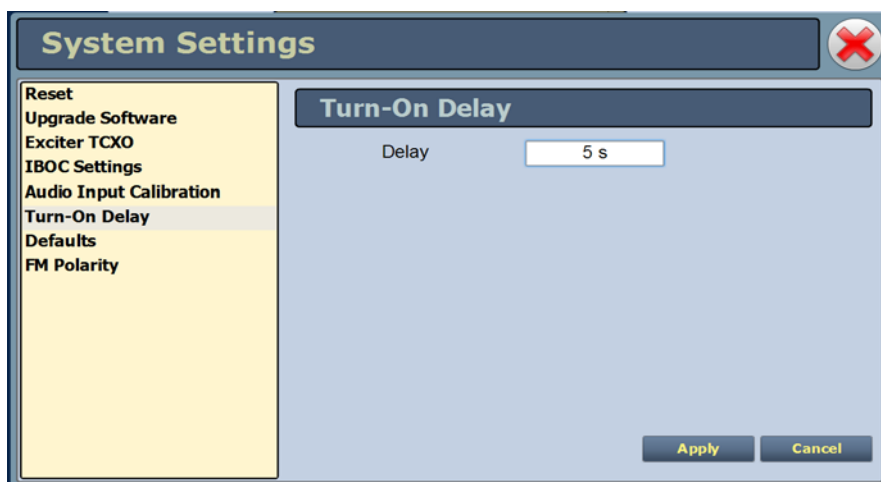 System Settings
Reset
Upgrade Software
Exciter TCXO
IBOC Settings
Audio Input Calibration
Turn-On Delay
Defaults
FM Polarity
Turn-On Delay
Delay 5 s
Apply Cancel